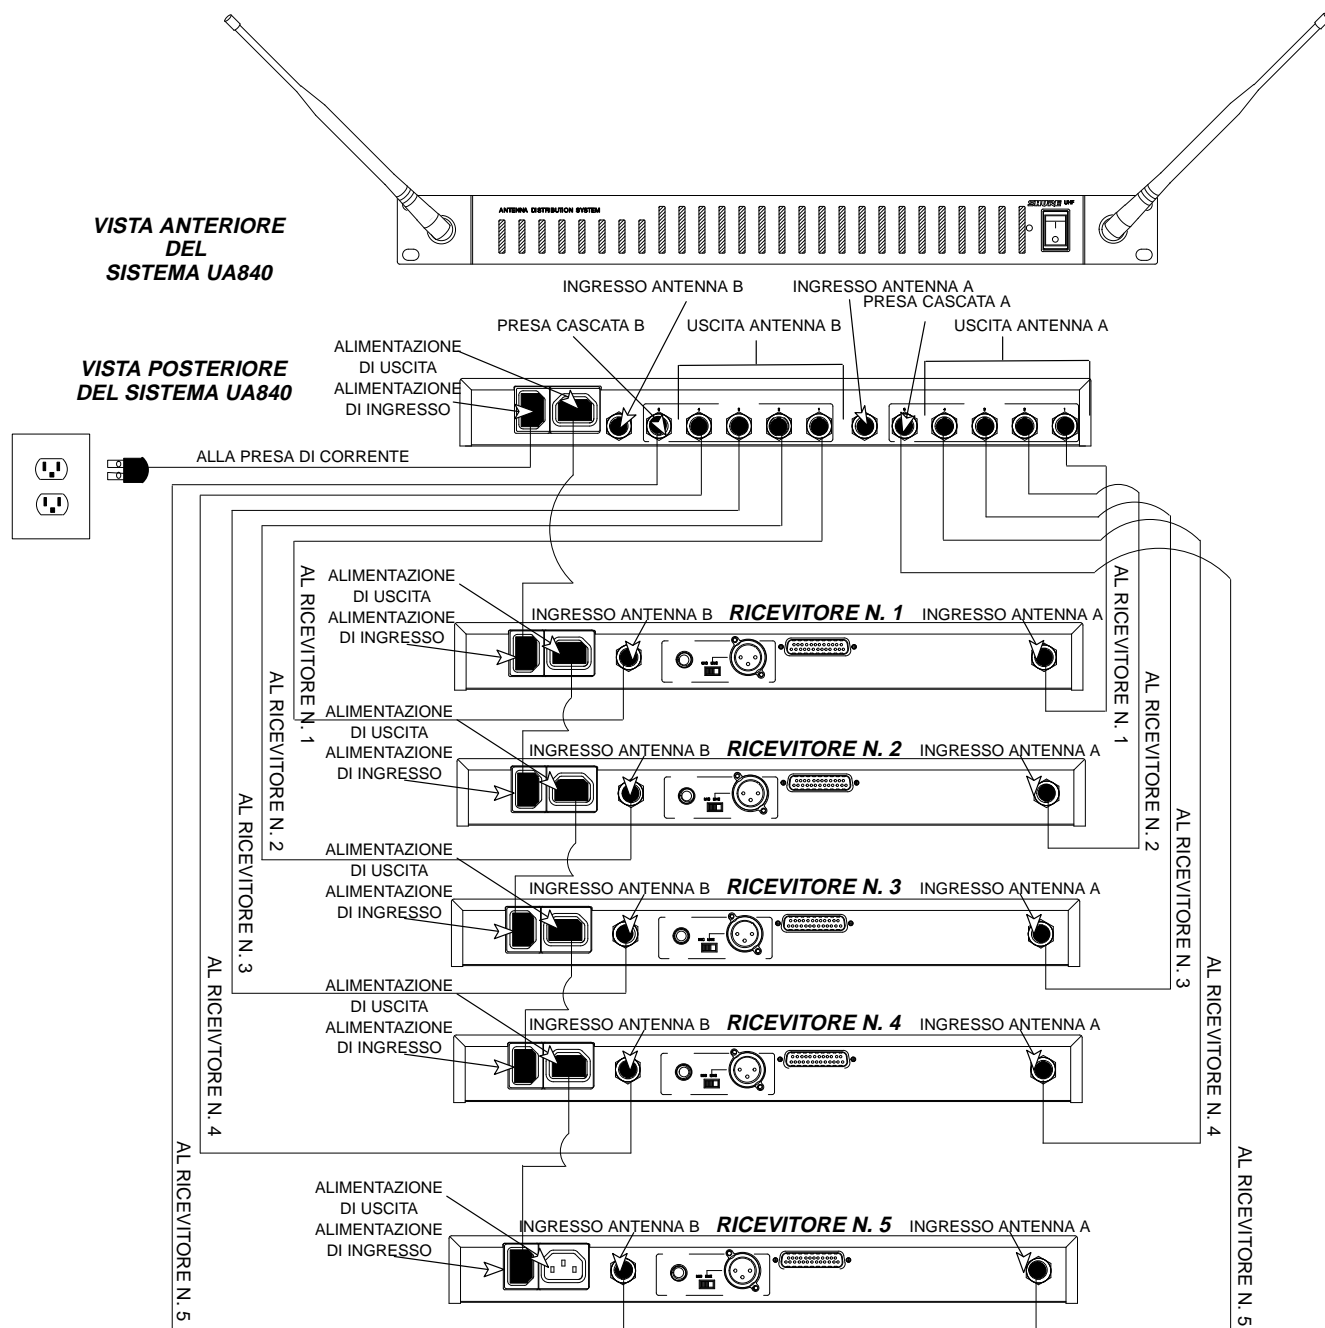 ANTENNA DISTRIBUTION SYSTEM
SHURE UHF
VISTA ANTERIORE
DEL
SISTEMA UA840
INGRESSO ANTENNA B
INGRESSO ANTENNA A
PRESA CASCATA A
PRESA CASCATA B
USCITA ANTENNA B
USCITA ANTENNA A
VISTA POSTERIORE
DEL SISTEMA UA840
ALIMENTAZIONE
DI USCITA
ALIMENTAZIONE
DI INGRESSO
ALLA PRESA DI CORRENTE
AL RICEVITORE N. 1
AL RICEVITORE N. 2
AL RICEVITORE N. 3
AL RICEIVTORE N. 4
AL RICEVITORE N. 5
ALIMENTAZIONE
DI USCITA
ALIMENTAZIONE
DI INGRESSO
INGRESSO ANTENNA B
RICEVITORE N. 1
INGRESSO ANTENNA A
ALIMENTAZIONE
DI USCITA
ALIMENTAZIONE
DI INGRESSO
INGRESSO ANTENNA B
RICEVITORE N. 2
INGRESSO ANTENNA A
ALIMENTAZIONE
DI USCITA
ALIMENTAZIONE
DI INGRESSO
INGRESSO ANTENNA B
RICEVITORE N. 3
INGRESSO ANTENNA A
ALIMENTAZIONE
DI USCITA
ALIMENTAZIONE
DI INGRESSO
INGRESSO ANTENNA B
RICEVITORE N. 4
INGRESSO ANTENNA A
ALIMENTAZIONE
DI USCITA
ALIMENTAZIONE
DI INGRESSO
INGRESSO ANTENNA B
RICEVITORE N. 5
INGRESSO ANTENNA A
AL RICEVITORE N. 1
AL RICEVITORE N. 2
AL RICEVITORE N. 3
AL RICEVITORE N. 4
AL RICEVITORE N. 5